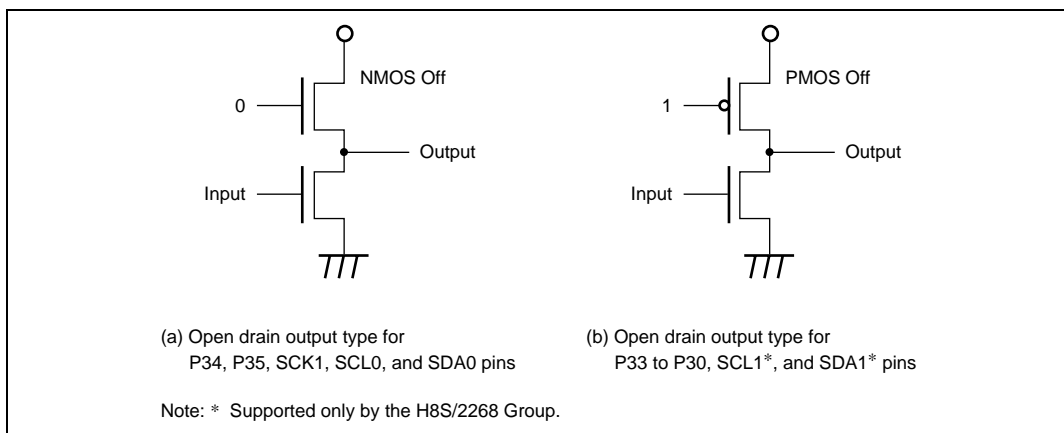 NMOS Off
0
Output
Input
PMOS Off
1
Output
Input
(a) Open drain output type for
P34, P35, SCK1, SCL0, and SDA0 pins
(b) Open drain output type for
P33 to P30, SCL1*, and SDA1* pins
Note: * Supported only by the H8S/2268 Group.